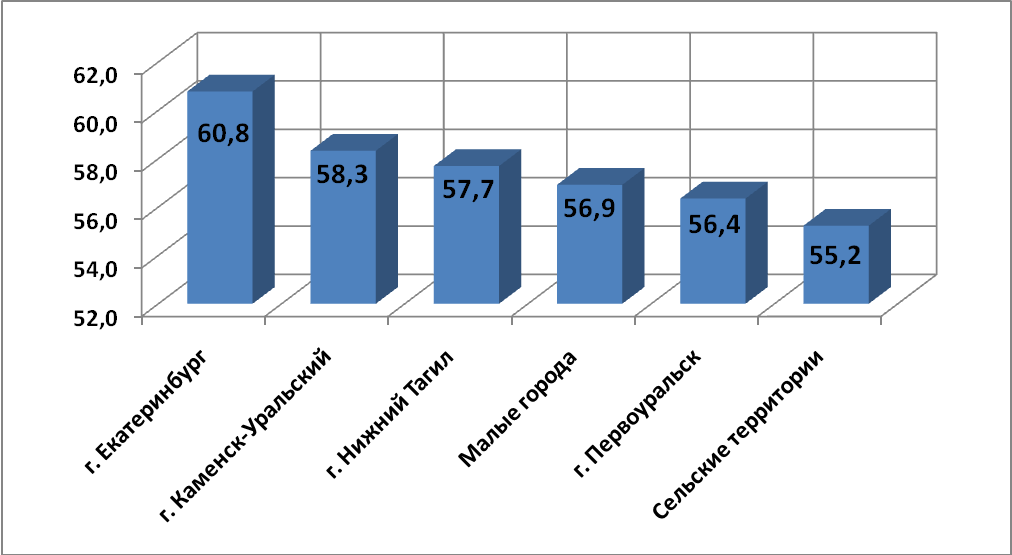 62,0
60,0
58,0
56,0
54,0
52,0
60,8
58,3
57,7
56,9
56,4
55,2
г. Екатеринбург
г. Каменск-Уральский
г. Нижний Тагил
Малые города
г. Первоуральск
Сельские территории